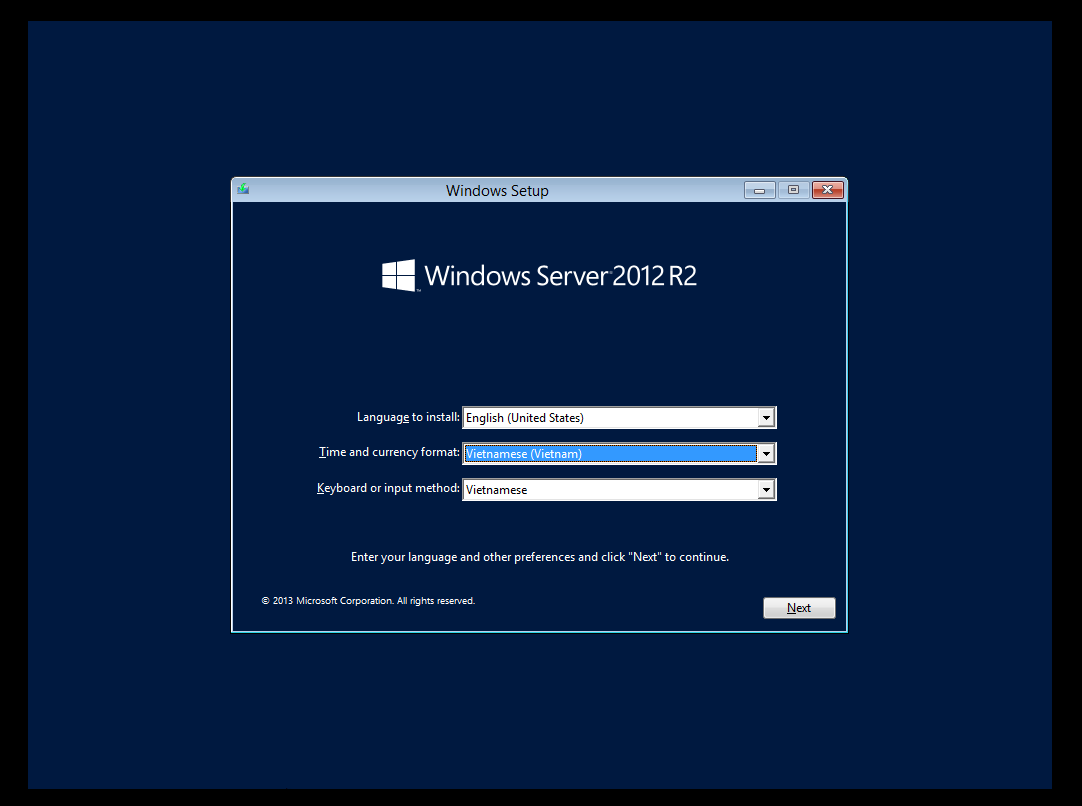 Windows Setup
Windows Server 2012 R2
Language to install: English (United States)
Time and currency format: Vietnamese (Vietnam)
Keyboard or input method: Vietnamese
Enter your language and other preferences and click "Next" to continue.
© 2013 Microsoft Corporation. All rights reserved.
Next